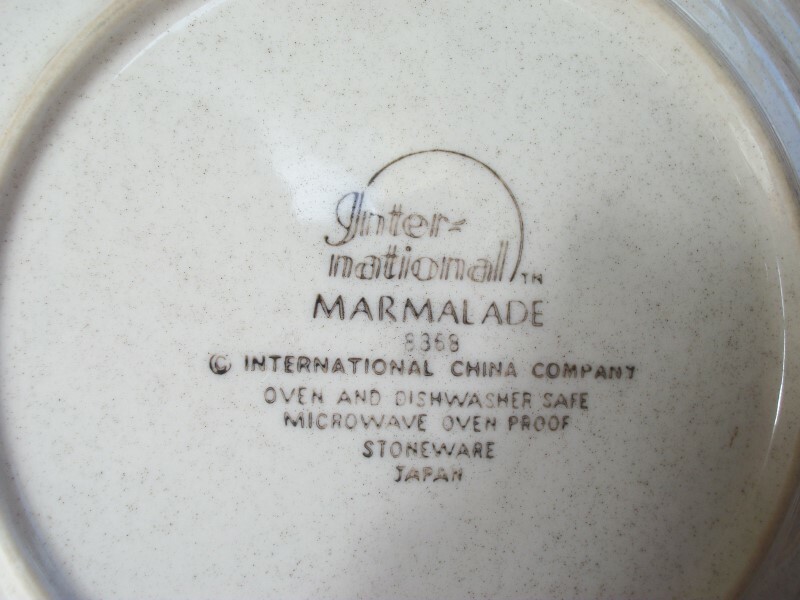 Inter-
national TM
MARMALADE
8368
© INTERNATIONAL CHINA COMPANY
OVEN AND DISHWASHER SAFE
MICROWAVE OVEN PROOF
STONEWARE
JAPAN